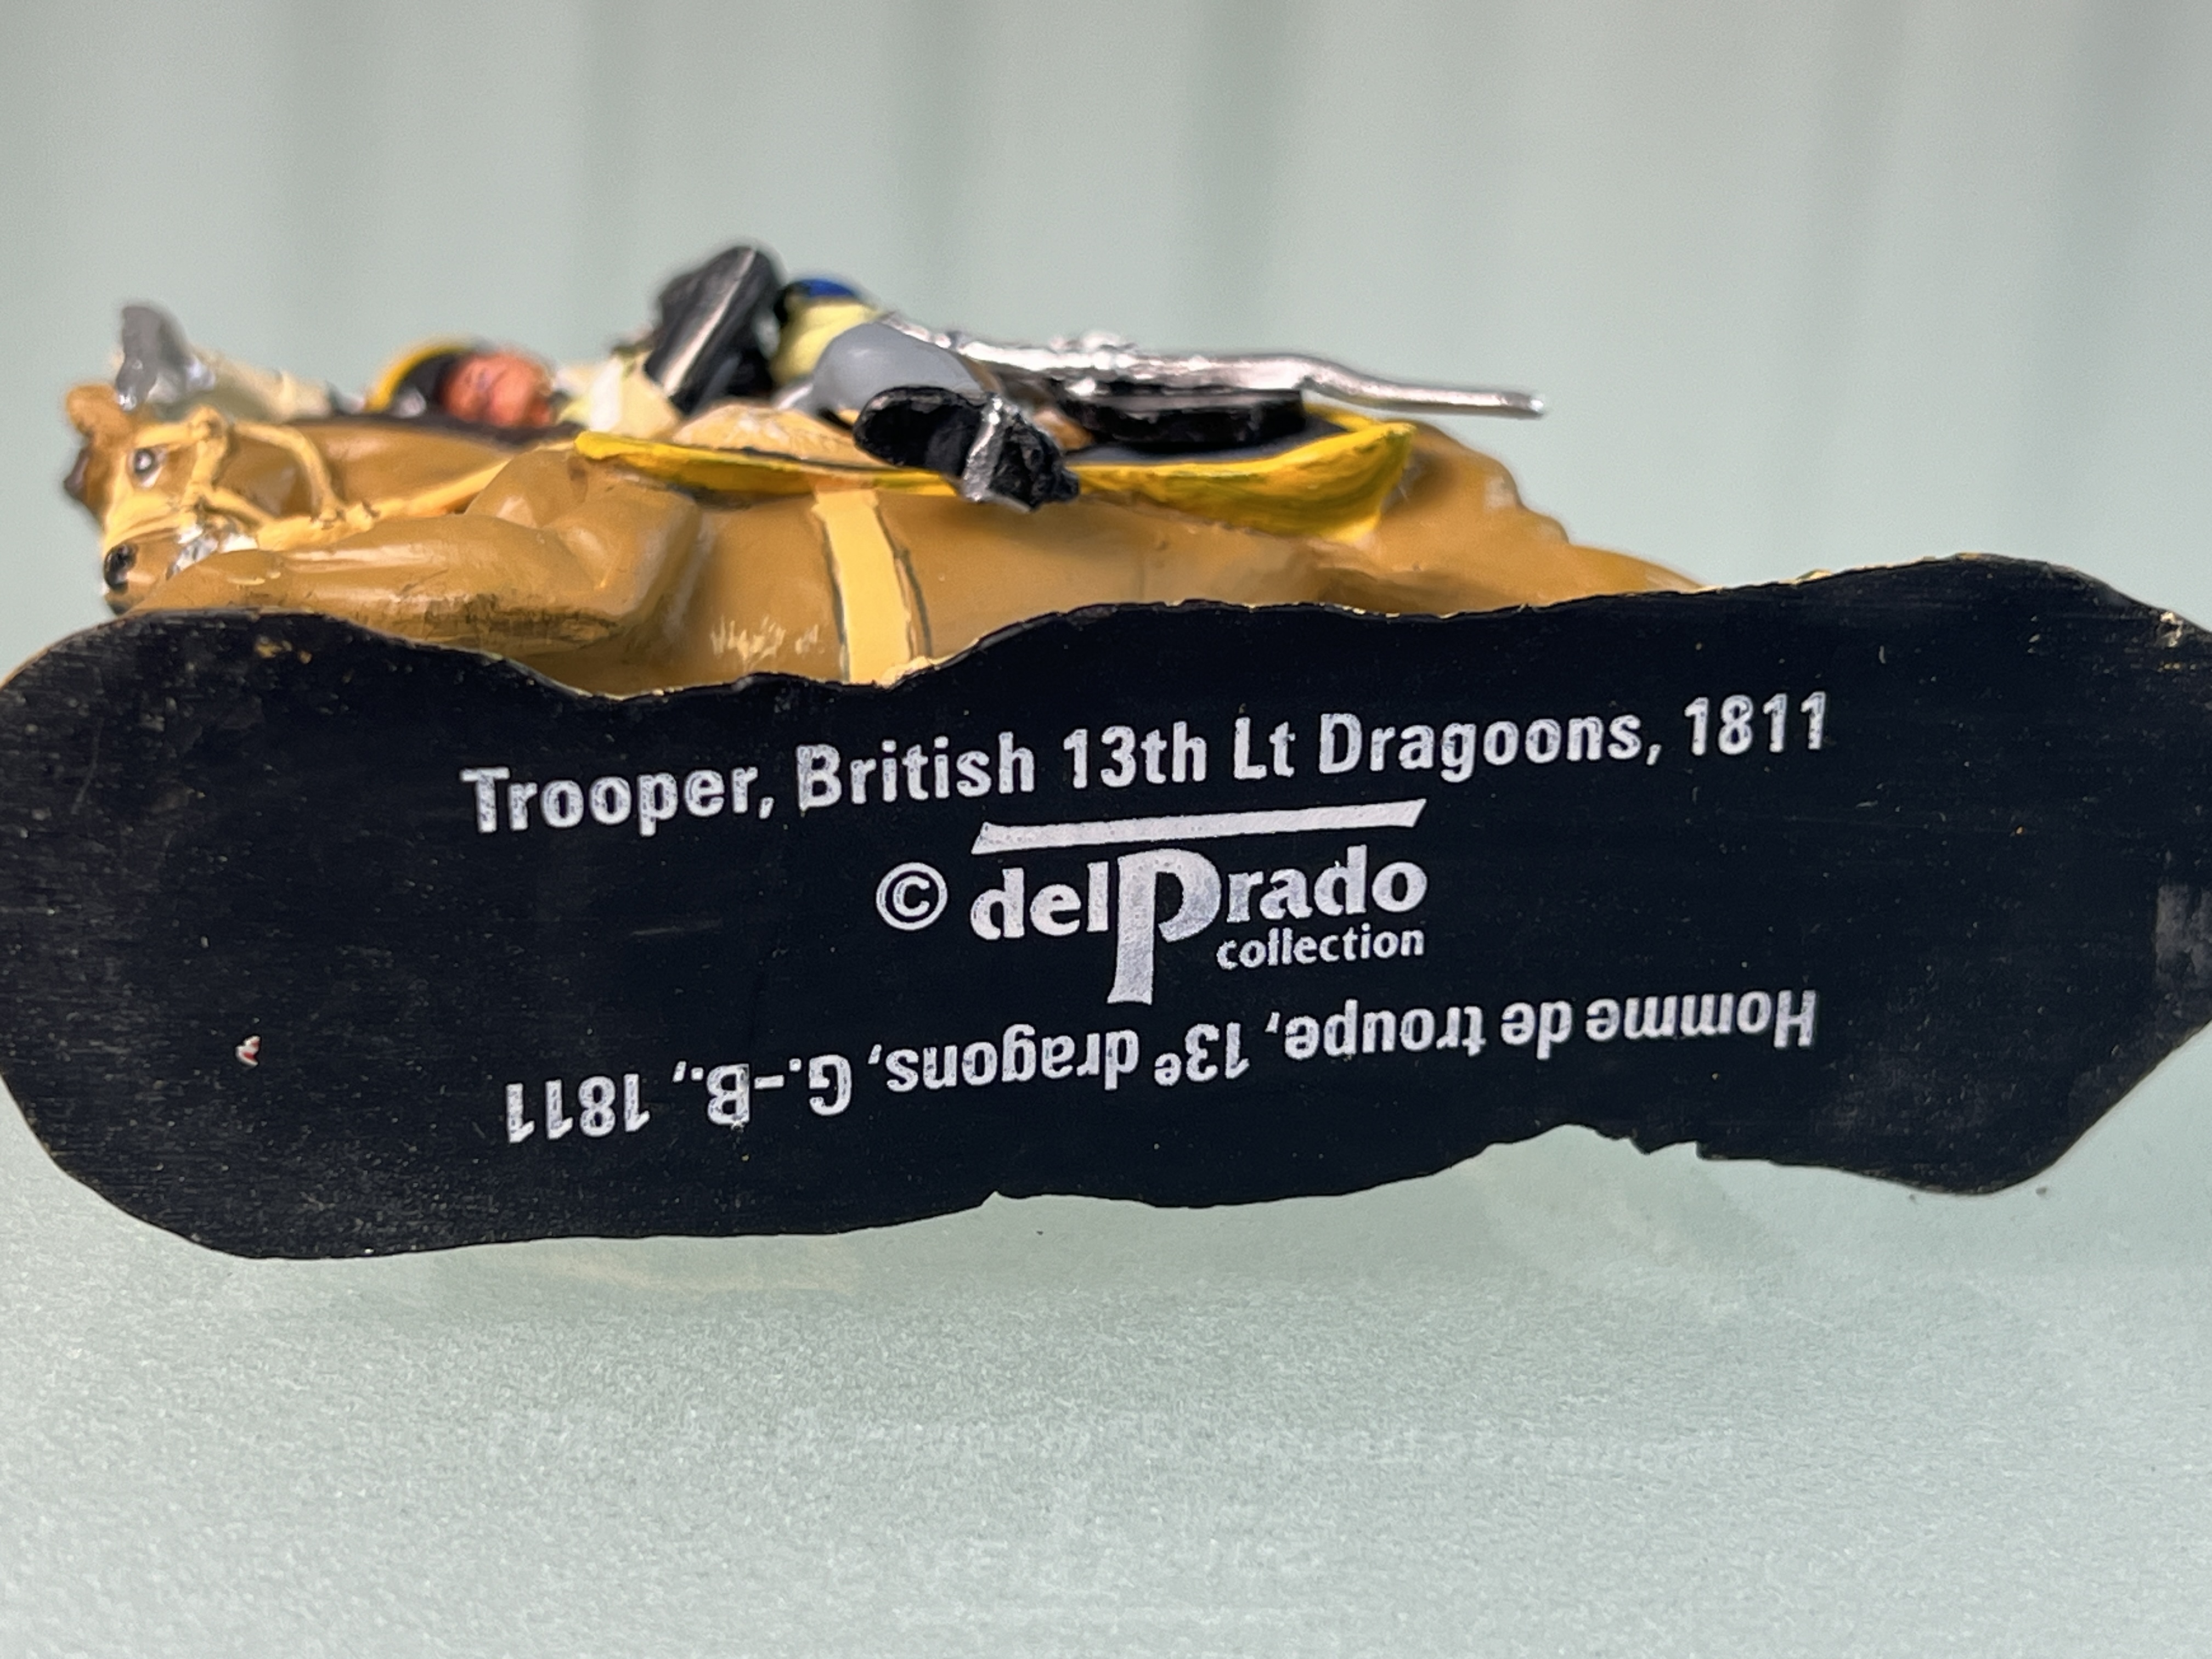 Trooper, British 13th Lt Dragoons, 1811
© delPrado
collection
Homme de troupe, 13e dragons, G.-B., 1811